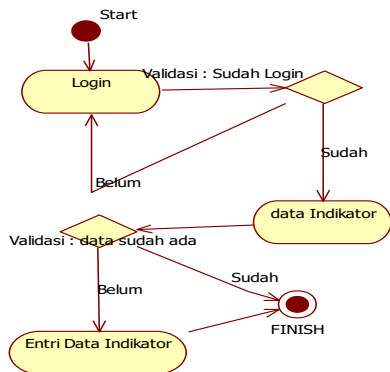 Start
Validasi : Sudah Login
Login
Sudah
Belum
data Indikator
Validasi : data sudah ada
Sudah
Belum
FINISH
Entri Data Indikator